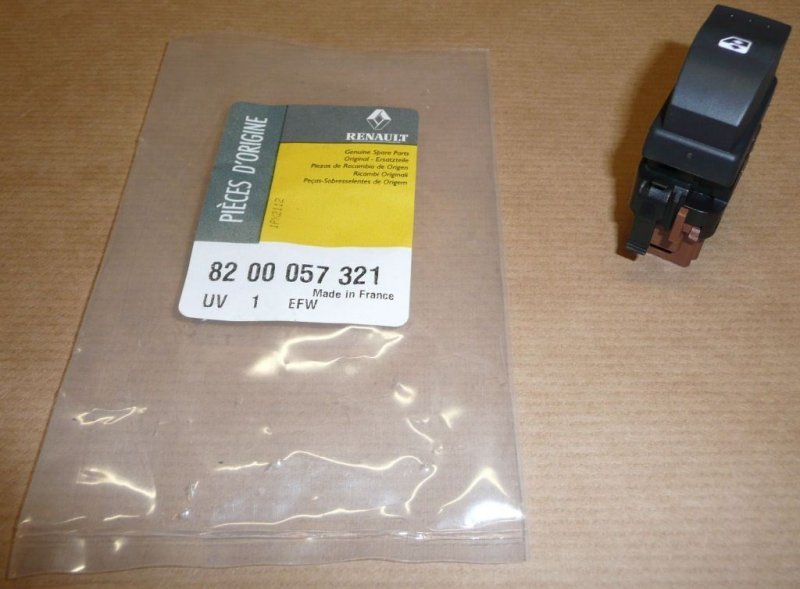 PIÈCES D'ORIGINE
RENAULT
Genuine Spare Parts
Original - Ersatzteile
Piezas de Recambio de Origen
Ricambi Originali
Peças-Sobresselentes de Origem
1PX2112
82 00 057 321
Made in France
UV 1 EFW